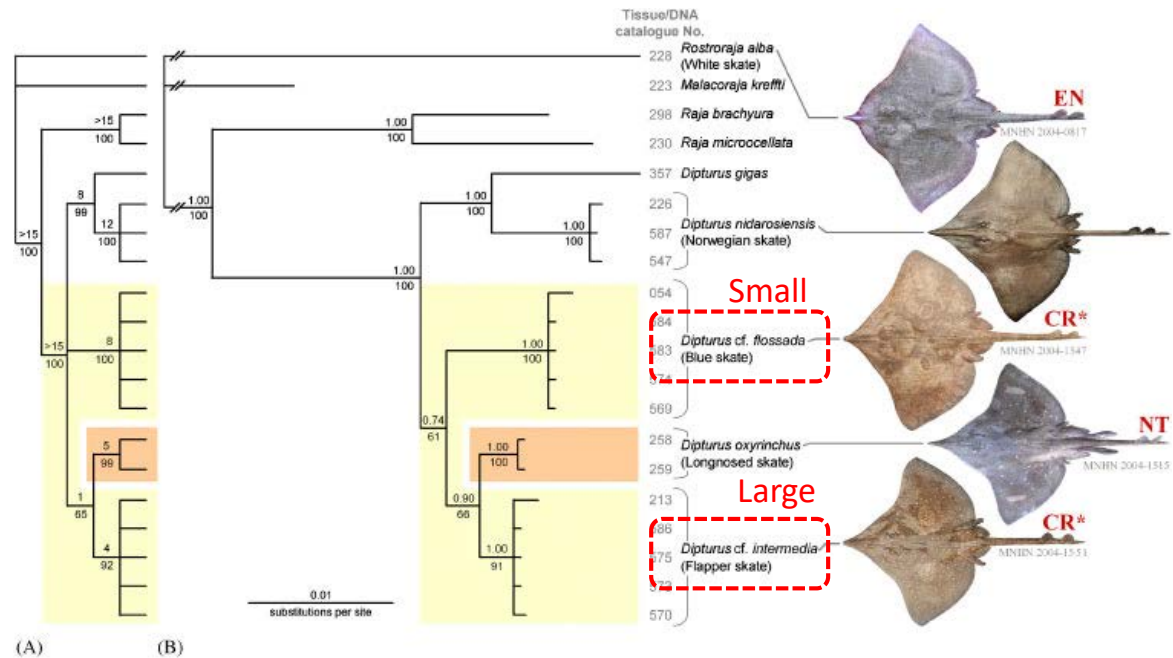 Tissue/DNA
catalogue No.
228 Rostroraja alba
(White skate)
223 Malacoraja kreffti
298 Raja brachyura
230 Raja microocellata
357 Dipturus gigas
226
587 Dipturus nidarosiensis
(Norwegian skate)
547
EN
MNHN 2004-0817
Small
054
684
683 Dipturus cf. flossada
(Blue skate)
574
569
CR*
MNHN 2004-1547
258 Dipturus oxyrinchus
259 (Longnosed skate)
NT
MNHN 2004-1515
Large
213
686
675 Dipturus cf. intermedia
(Flapper skate)
570
CR*
MNHN 2004-1551
>15
100
>15
100
8
99
12
100
>15
100
8
100
5
99
1
65
4
92
1.00
100
1.00
100
1.00
100
1.00
100
1.00
100
1.00
100
0.74
61
1.00
100
0.90
66
1.00
91
0.01
substitutions per site
(A)
(B)